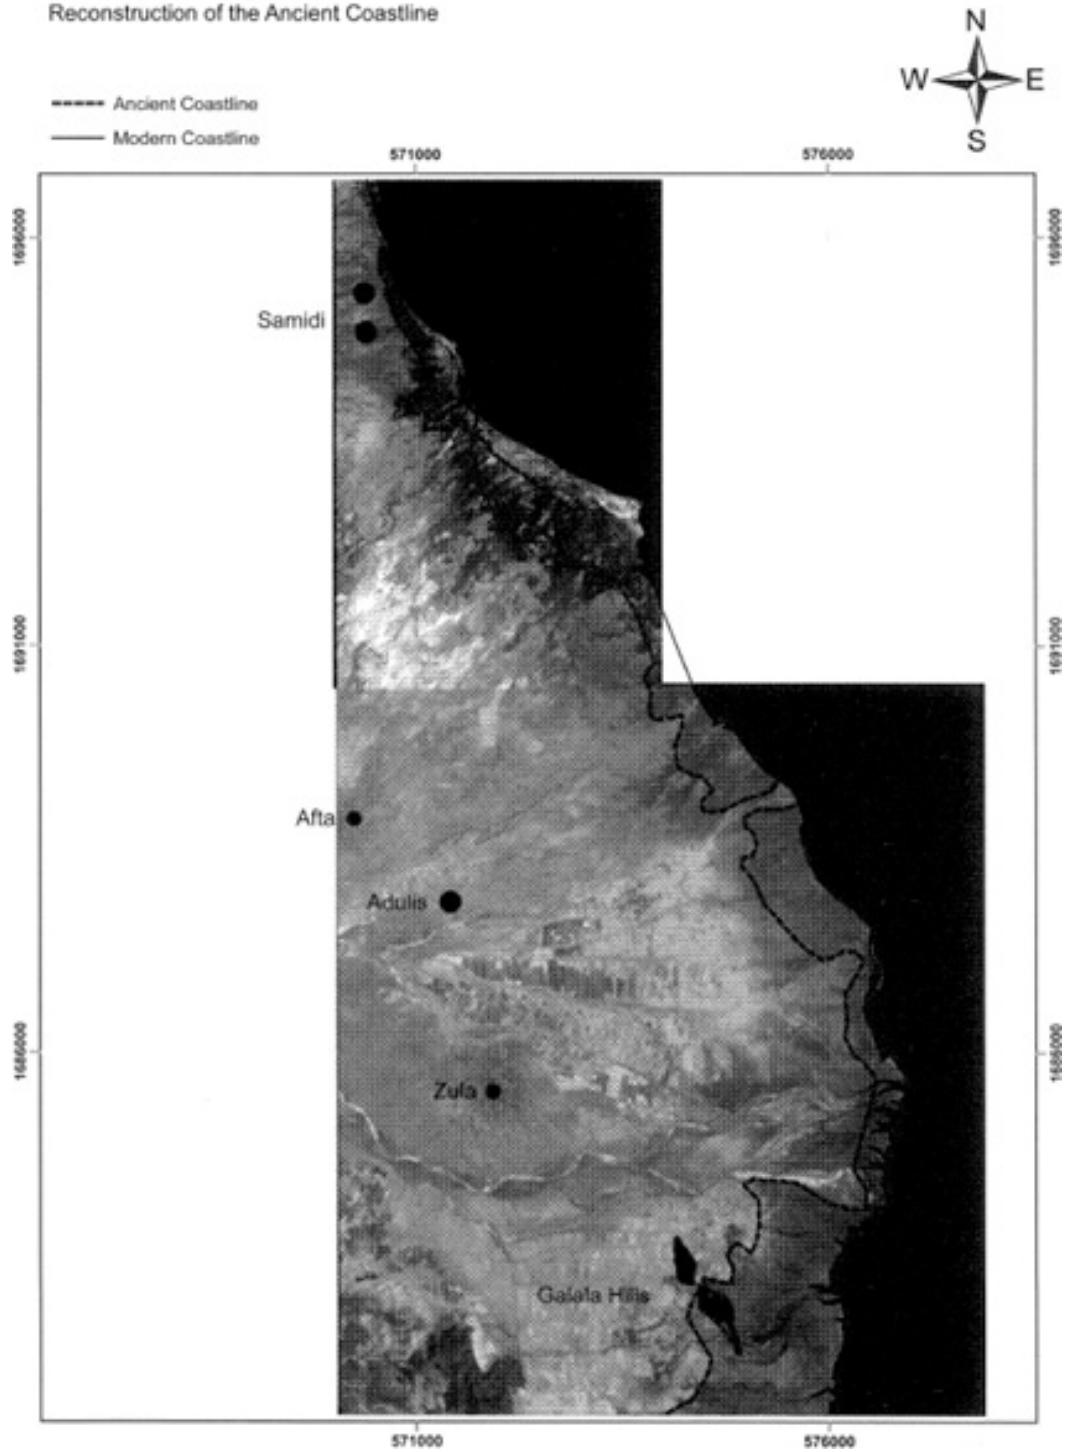 Reconstruction of the Ancient Coastline
N
W E
S
Ancient Coastline
Modern Coastline
571000 576000
1696000 1696000
Samidi
1691000 1691000
Afta
Adulis
1686000 1686000
Zula
Galala Hills
571000 576000